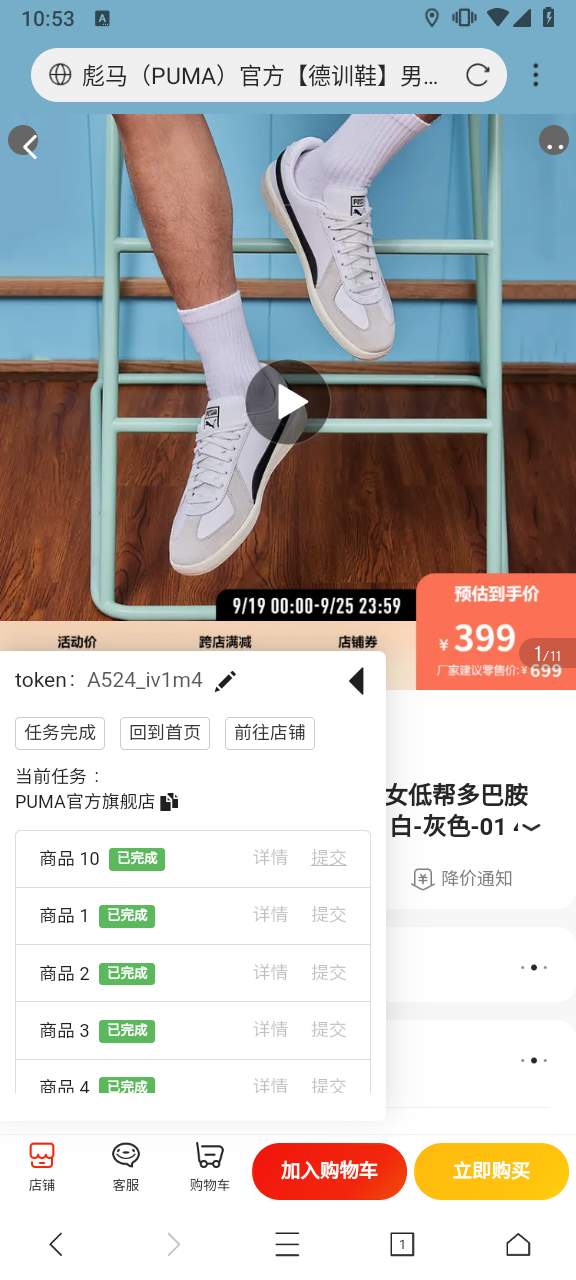 10:53
彪马（PUMA）官方【德训鞋】男...
9/19 00:00-9/25 23:59
预估到手价
活动价 跨店满减 店铺券
¥399
1/11
厂家建议零售价:¥699
token: A524_iv1m4
任务完成 回到首页 前往店铺
当前任务：
PUMA官方旗舰店
女低帮多巴胺
白-灰色-01
降价通知
商品 10 已完成 详情 提交
商品 1 已完成 详情 提交
商品 2 已完成 详情 提交
商品 3 已完成 详情 提交
商品 4 已完成 详情 提交
店铺 客服 购物车 加入购物车 立即购买
1